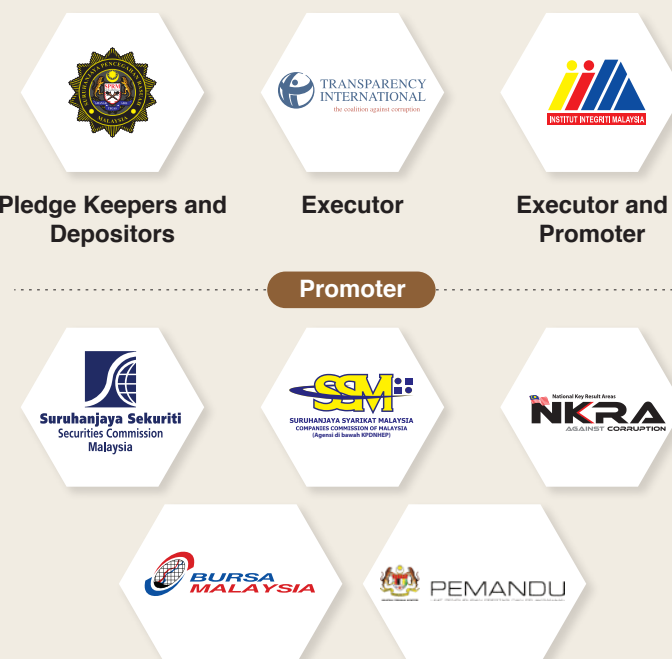 SURUHANJAYA PENCEGAHAN RASUAH
SPRM
MALAYSIA
TRANSPARENCY
INTERNATIONAL
the coalition against corruption
INSTITUT INTEGRITI MALAYSIA
Pledge Keepers and
Depositors
Executor
Executor and
Promoter
Promoter
Suruhanjaya Sekuriti
Securities Commission
Malaysia
SSM
SURUHANJAYA SYARIKAT MALAYSIA
COMPANIES COMMISSION OF MALAYSIA
(Agensi di bawah KPDNHEP)
National Key Result Areas
NKRA
AGAINST CORRUPTION
BURSA
MALAYSIA
PEMANDU